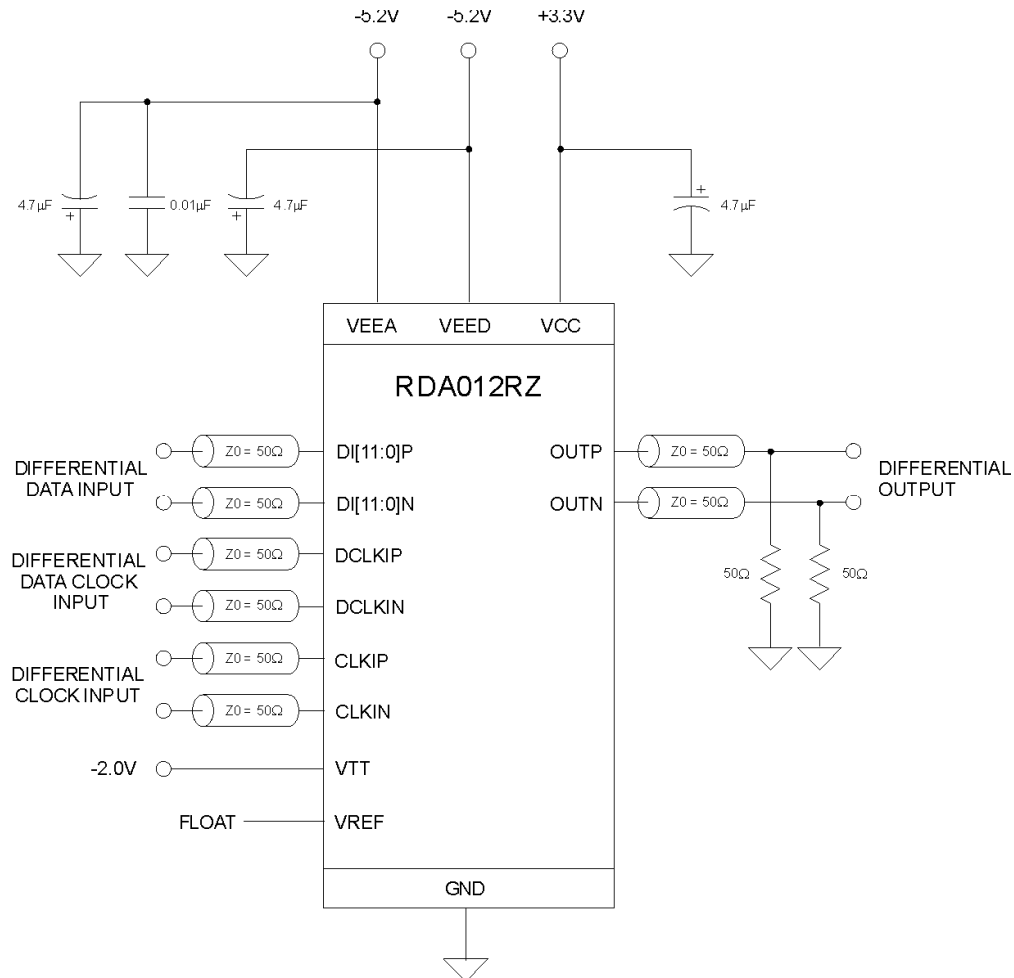 -5.2V -5.2V +3.3V
4.7µF + 0.01µF + 4.7µF + 4.7µF
VEEA VEED VCC
RDA012RZ
DIFFERENTIAL
DATA INPUT
Z0 = 50Ω DI[11:0]P
Z0 = 50Ω DI[11:0]N
DIFFERENTIAL
DATA CLOCK
INPUT
Z0 = 50Ω DCLKIP
Z0 = 50Ω DCLKIN
DIFFERENTIAL
CLOCK INPUT
Z0 = 50Ω CLKIP
Z0 = 50Ω CLKIN
-2.0V VTT
FLOAT VREF
OUTP Z0 = 50Ω
OUTN Z0 = 50Ω
DIFFERENTIAL
OUTPUT
50Ω 50Ω
GND